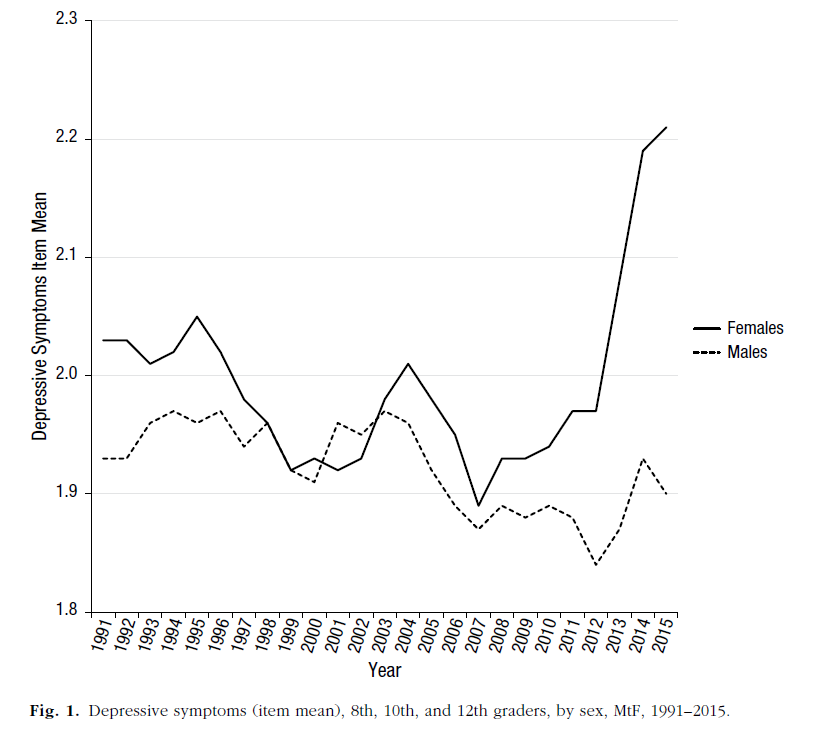 2.3
2.2
2.1
2.0
1.9
1.8
Depressive Symptoms Item Mean
Females
Males
1991 1992 1993 1994 1995 1996 1997 1998 1999 2000 2001 2002 2003 2004 2005 2006 2007 2008 2009 2010 2011 2012 2013 2014 2015
Year
Fig. 1. Depressive symptoms (item mean), 8th, 10th, and 12th graders, by sex, MtF, 1991–2015.